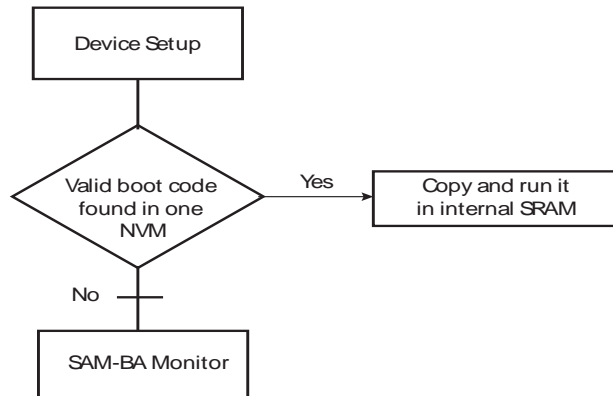 Device Setup
Valid boot code
found in one
NVM
Yes
Copy and run it
in internal SRAM
No
SAM-BA Monitor